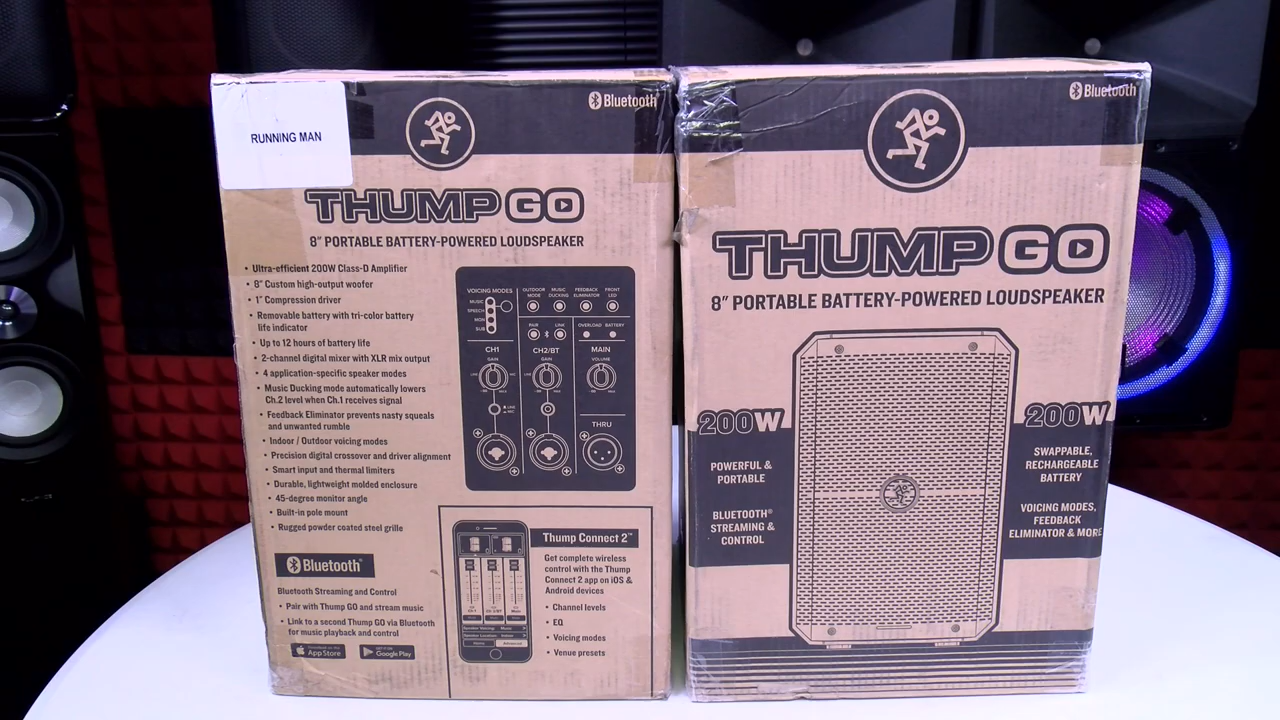 RUNNING MAN
Bluetooth
THUMP GO
8" PORTABLE BATTERY-POWERED LOUDSPEAKER
• Ultra-efficient 200W Class-D Amplifier
• 8" Custom high-output woofer
• 1" Compression driver
• Removable battery with tri-color battery
life indicator
• Up to 12 hours of battery life
• 2-channel digital mixer with XLR mix output
• 4 application-specific speaker modes
• Music Ducking mode automatically lowers
Ch.2 level when Ch.1 receives signal
• Feedback Eliminator prevents nasty squeals
and unwanted rumble
• Indoor / Outdoor voicing modes
• Precision digital crossover and driver alignment
• Smart input and thermal limiters
• Durable, lightweight molded enclosure
• 45-degree monitor angle
• Built-in pole mount
• Rugged powder coated steel grille
VOICING MODES
MUSIC
SPEECH
MON
SUB
OUTDOOR
MODE
MUSIC
DUCKING
FEEDBACK
ELIMINATOR
FRONT
LED
PAIR
LINK
OVERLOAD
BATTERY
CH1
GAIN
CH2/BT
GAIN
MAIN
VOLUME
THRU
Bluetooth®
Bluetooth Streaming and Control
• Pair with Thump GO and stream music
• Link to a second Thump GO via Bluetooth
for music playback and control
App Store
Google Play
Thump Connect 2™
Get complete wireless
control with the Thump
Connect 2 app on iOS &
Android devices
• Channel levels
• EQ
• Voicing modes
• Venue presets
Bluetooth®
THUMP GO
8" PORTABLE BATTERY-POWERED LOUDSPEAKER
200W
POWERFUL &
PORTABLE
BLUETOOTH®
STREAMING &
CONTROL
200W
SWAPPABLE,
RECHARGEABLE
BATTERY
VOICING MODES,
FEEDBACK
ELIMINATOR & MORE